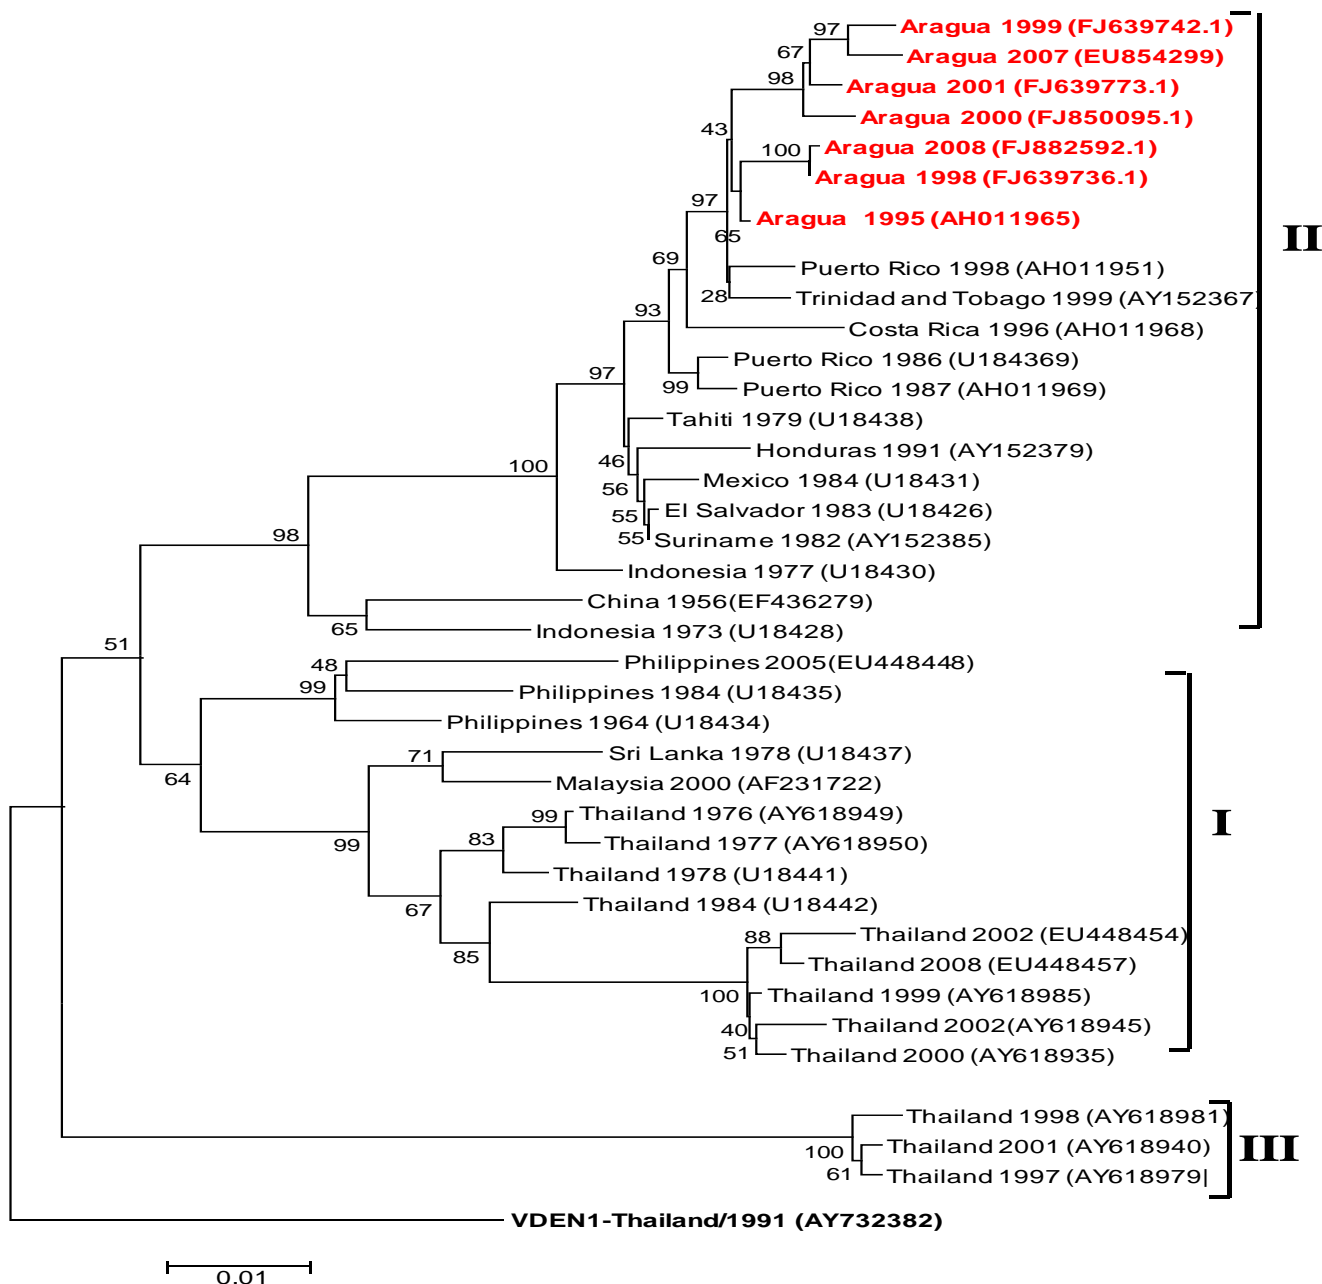 97 Aragua 1999 (FJ639742.1)
67 Aragua 2007 (EU854299)
98 Aragua 2001 (FJ639773.1)
Aragua 2000 (FJ850095.1)
43
100 Aragua 2008 (FJ882592.1)
Aragua 1998 (FJ639736.1)
97
Aragua 1995 (AH011965)
65
II
69 Puerto Rico 1998 (AH011951)
28 Trinidad and Tobago 1999 (AY152367)
93
Costa Rica 1996 (AH011968)
97 Puerto Rico 1986 (U184369)
99 Puerto Rico 1987 (AH011969)
Tahiti 1979 (U18438)
100 46 Honduras 1991 (AY152379)
56 Mexico 1984 (U18431)
55 El Salvador 1983 (U18426)
98 55 Suriname 1982 (AY152385)
Indonesia 1977 (U18430)
China 1956(EF436279)
65 Indonesia 1973 (U18428)
51
48 Philippines 2005(EU448448)
99 Philippines 1984 (U18435)
Philippines 1964 (U18434)
71 Sri Lanka 1978 (U18437)
64 Malaysia 2000 (AF231722)
99 Thailand 1976 (AY618949)
I
99 83 Thailand 1977 (AY618950)
Thailand 1978 (U18441)
67 Thailand 1984 (U18442)
88 Thailand 2002 (EU448454)
85 Thailand 2008 (EU448457)
100 Thailand 1999 (AY618985)
40 Thailand 2002(AY618945)
51 Thailand 2000 (AY618935)
Thailand 1998 (AY618981)
100 Thailand 2001 (AY618940)
III
61 Thailand 1997 (AY618979|
VDEN1-Thailand/1991 (AY732382)
0.01